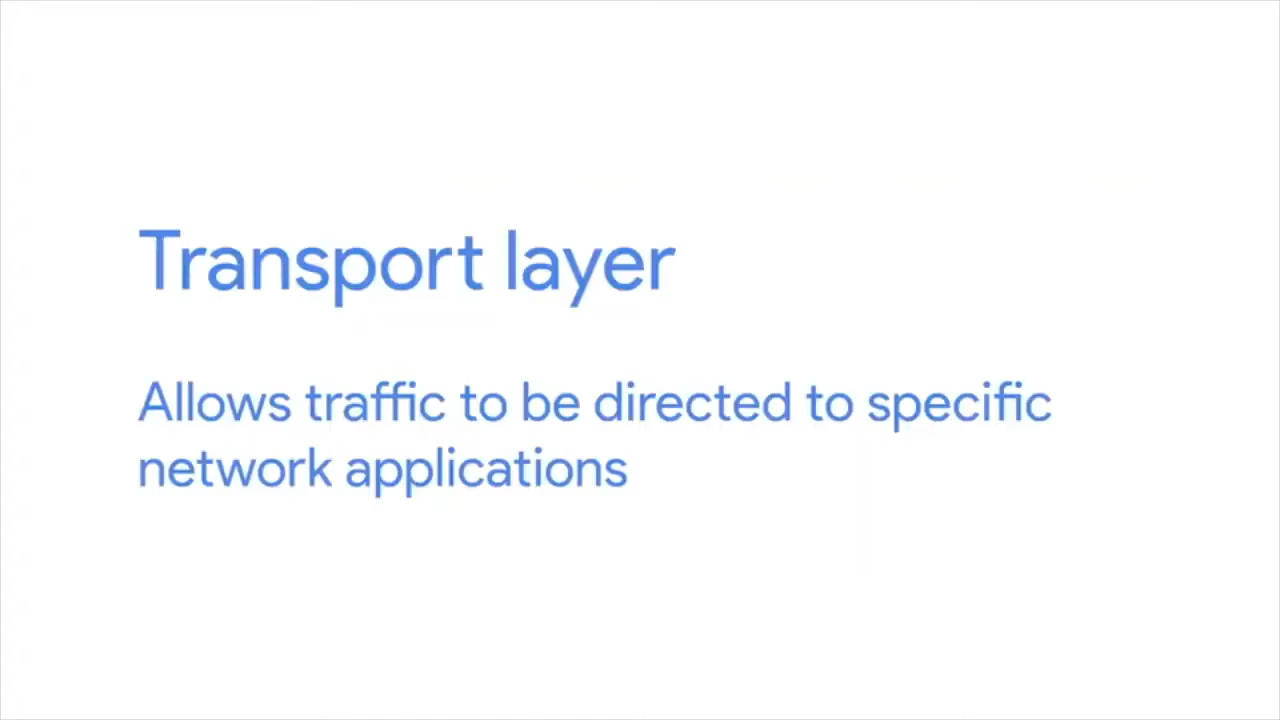 Transport layer
Allows traffic to be directed to specific
network applications